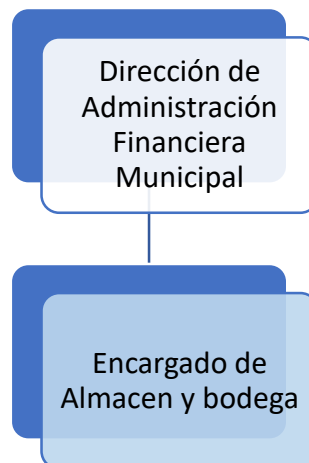 Dirección de
Administración
Financiera
Municipal
Encargado de
Almacen y bodega